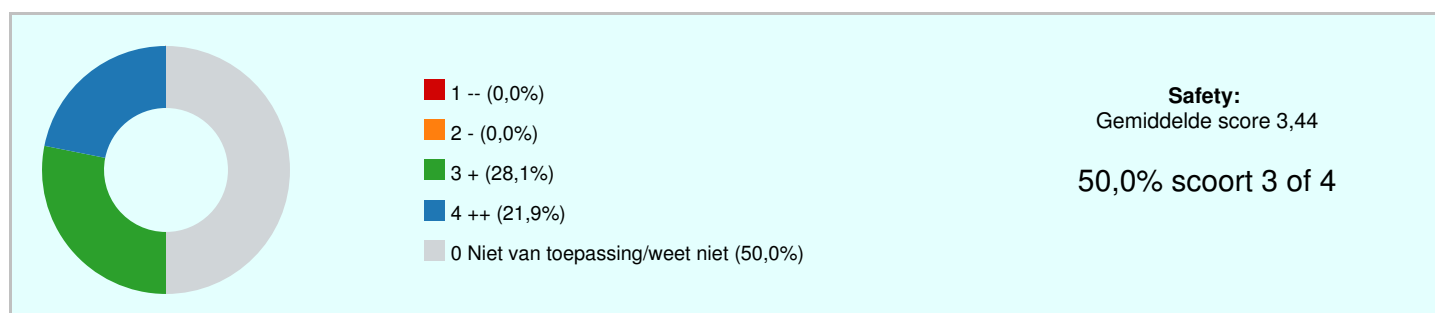 1 -- (0,0%)
2 - (0,0%)
3 + (28,1%)
4 ++ (21,9%)
0 Niet van toepassing/weet niet (50,0%)
Safety:
Gemiddelde score 3,44
50,0% scoort 3 of 4